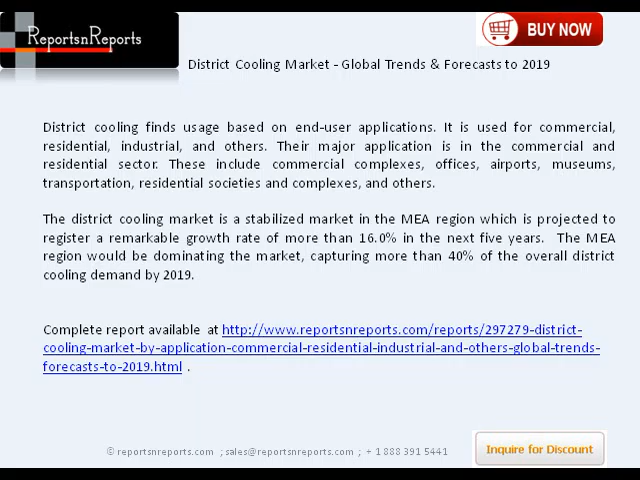 ReportsnReports
BUY NOW
District Cooling Market - Global Trends & Forecasts to 2019
District cooling finds usage based on end-user applications. It is used for commercial,
residential, industrial, and others. Their major application is in the commercial and
residential sector. These include commercial complexes, offices, airports, museums,
transportation, residential societies and complexes, and others.
The district cooling market is a stabilized market in the MEA region which is projected to
register a remarkable growth rate of more than 16.0% in the next five years. The MEA
region would be dominating the market, capturing more than 40% of the overall district
cooling demand by 2019.
Complete report available at http://www.reportsnreports.com/reports/297279-district-
cooling-market-by-application-commercial-residential-industrial-and-others-global-trends-
forecasts-to-2019.html .
© reportsnreports.com ; sales@reportsnreports.com ; + 1 888 391 5441
Inquire for Discount